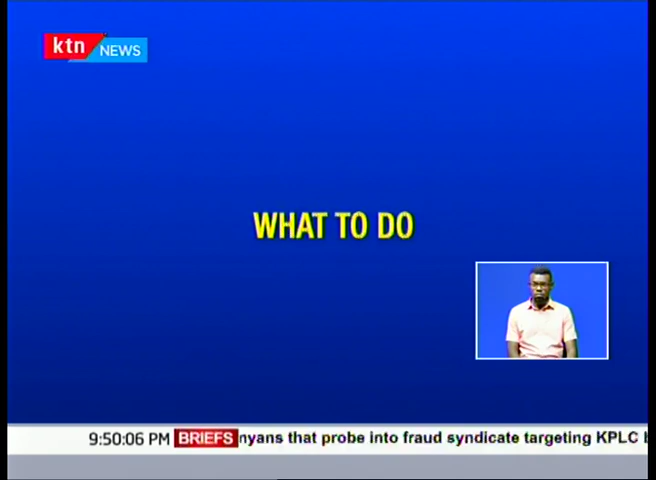 ktn NEWS
WHAT TO DO
9:50:06 PM BRIEFS nyans that probe into fraud syndicate targeting KPLC